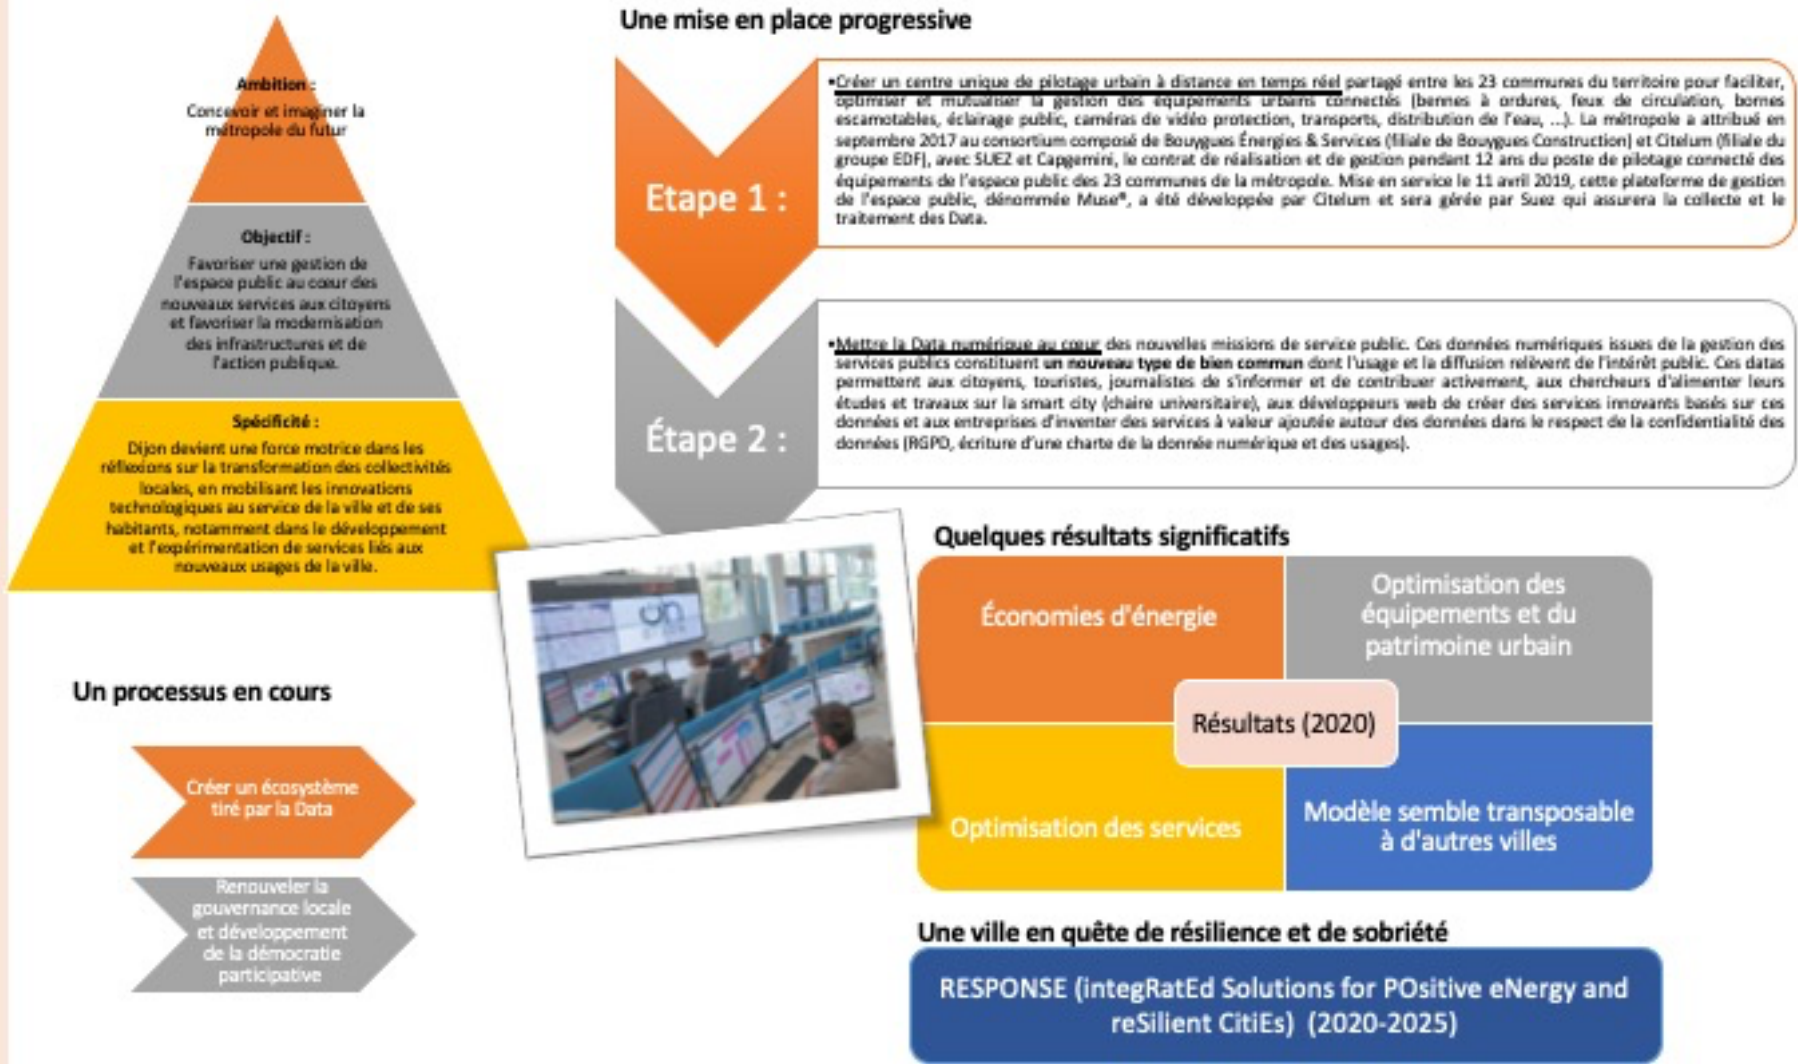 Ambition :
Concevoir et imaginer la
métropole du futur
Objectif :
Favoriser une gestion de
l'espace public au cœur des
nouveaux services aux citoyens
et favoriser la modernisation
des infrastructures et de
l'action publique.
Spécificité :
Dijon devient une force motrice dans les
réflexions sur la transformation des collectivités
locales, en mobilisant les innovations
technologiques au service de la ville et de ses
habitants, notamment dans le développement
et l'expérimentation de services liés aux
nouveaux usages de la ville.
Une mise en place progressive
Etape 1 :
•Créer un centre unique de pilotage urbain à distance en temps réel partagé entre les 23 communes du territoire pour faciliter,
optimiser et mutualiser la gestion des équipements urbains connectés (bennes à ordures, feux de circulation, bornes
escamotables, éclairage public, caméras de vidéo protection, transports, distribution de l'eau, …). La métropole a attribué en
septembre 2017 au consortium composé de Bouygues Énergies & Services (filiale de Bouygues Construction) et Citelum (filiale du
groupe EDF), avec SUEZ et Capgemini, le contrat de réalisation et de gestion pendant 12 ans du poste de pilotage connecté des
équipements de l'espace public des 23 communes de la métropole. Mise en service le 11 avril 2019, cette plateforme de gestion
de l'espace public, dénommée Muse®, a été développée par Citelum et sera gérée par Suez qui assurera la collecte et le
traitement des Data.
Étape 2 :
•Mettre la Data numérique au cœur des nouvelles missions de service public. Ces données numériques issues de la gestion des
services publics constituent un nouveau type de bien commun dont l'usage et la diffusion relèvent de l'intérêt public. Ces datas
permettent aux citoyens, touristes, journalistes de s'informer et de contribuer activement, aux chercheurs d'alimenter leurs
études et travaux sur la smart city (chaire universitaire), aux développeurs web de créer des services innovants basés sur ces
données et aux entreprises d'inventer des services à valeur ajoutée autour des données dans le respect de la confidentialité des
données (RGPD, écriture d'une charte de la donnée numérique et des usages).
Un processus en cours
Créer un écosystème
tiré par la Data
Renouveler la
gouvernance locale
et développement
de la démocratie
participative
on
Quelques résultats significatifs
Économies d'énergie
Optimisation des
équipements et du
patrimoine urbain
Résultats (2020)
Optimisation des services
Modèle semble transposable
à d'autres villes
Une ville en quête de résilience et de sobriété
RESPONSE (integRatEd Solutions for POsitive eNergy and
reSilient CitiEs) (2020-2025)